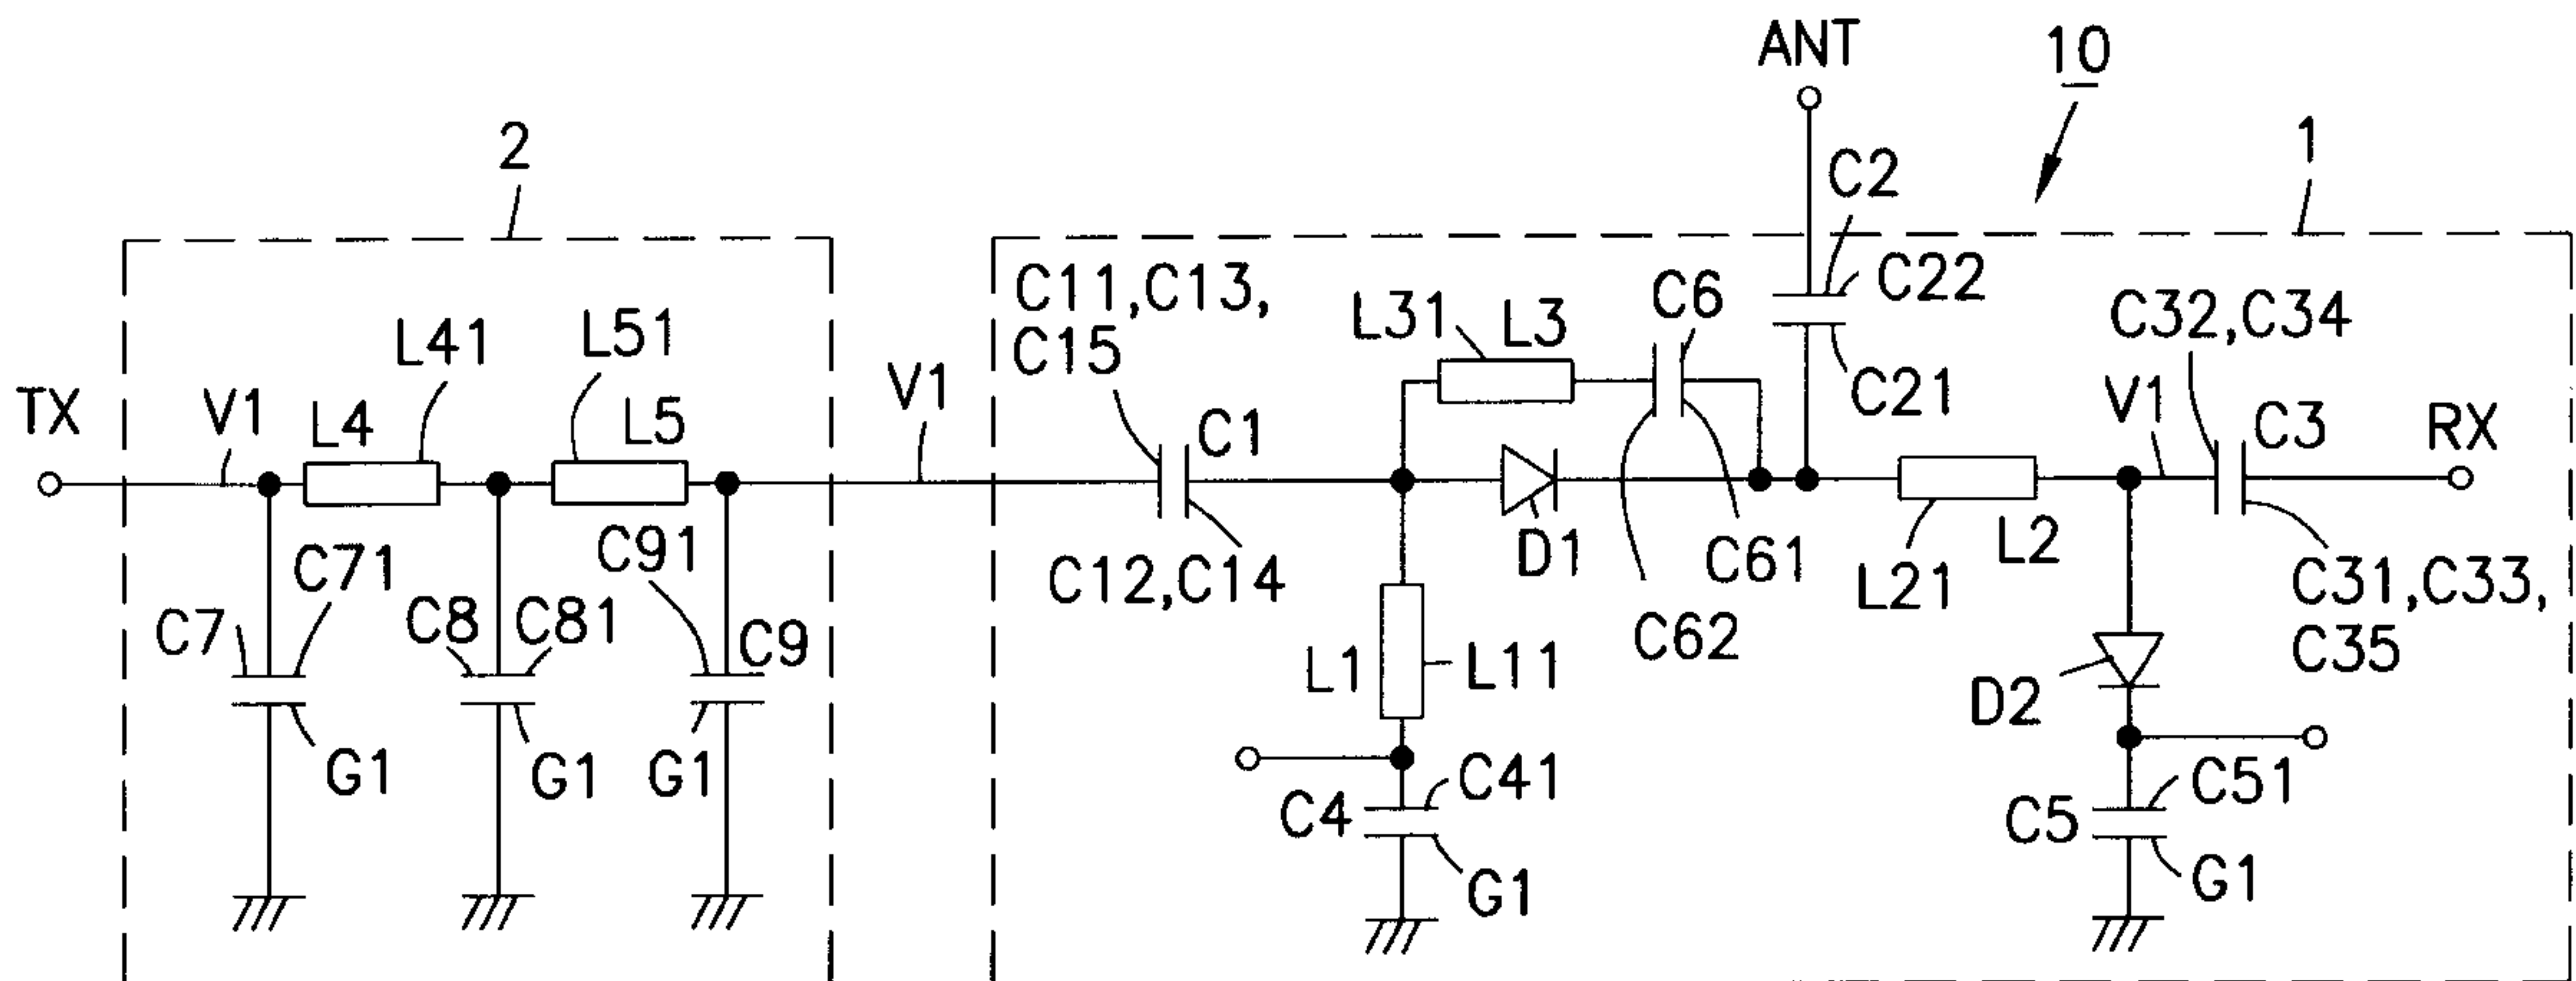 ANT
10
2
1
C2
C11,C13,
C15
C22
C6
L31
L3
C32,C34
L41
L51
V1
C21
V1
TX
V1
L4
L5
C1
C3
RX
C91
D1
C61
L2
C71
C12,C14
L21
C31,C33,
C35
C7
C8
C81
C9
C62
L1
L11
D2
G1
G1
G1
C41
C51
C4
C5
G1
G1